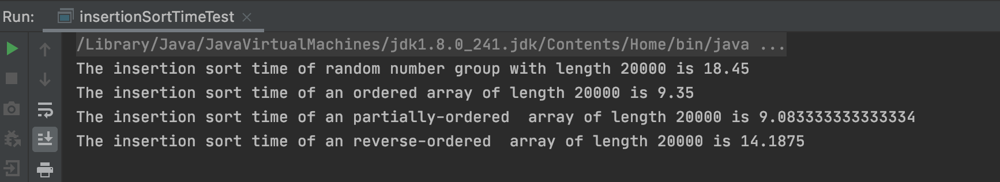 Run: insertionSortTimeTest
/Library/Java/JavaVirtualMachines/jdk1.8.0_241.jdk/Contents/Home/bin/java ...
The insertion sort time of random number group with length 20000 is 18.45
The insertion sort time of an ordered array of length 20000 is 9.35
The insertion sort time of an partially-ordered  array of length 20000 is 9.083333333333334
The insertion sort time of an reverse-ordered  array of length 20000 is 14.1875